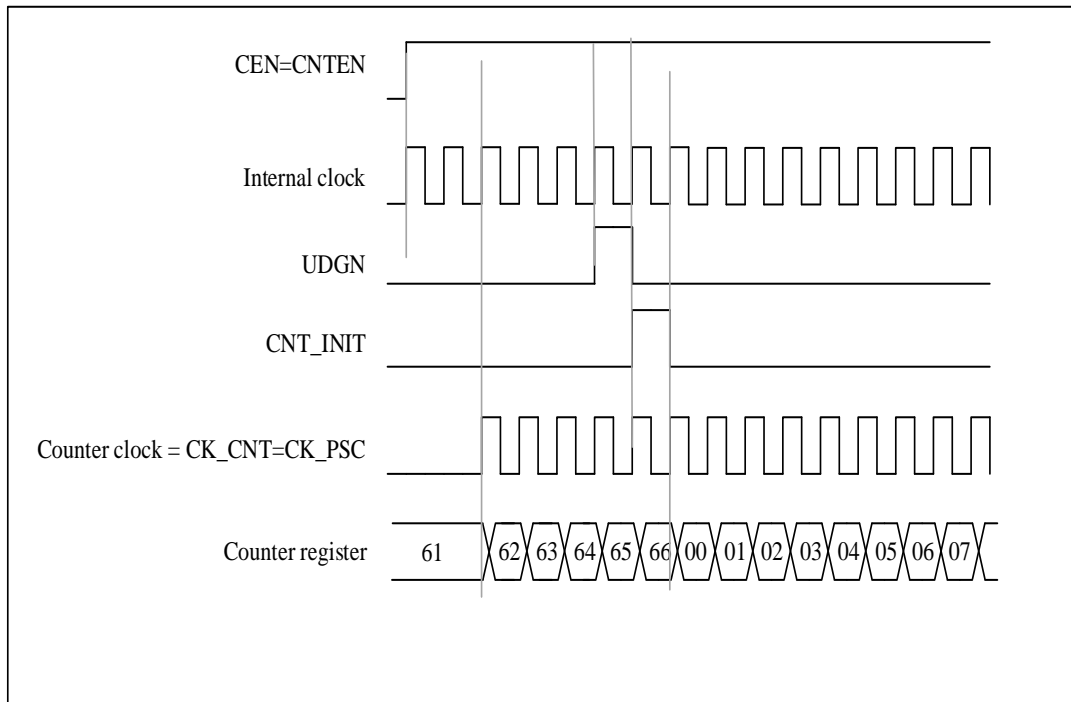 CEN=CNTEN
Internal clock
UDGN
CNT_INIT
Counter clock = CK_CNT=CK_PSC
Counter register 61 62 63 64 65 66 00 01 02 03 04 05 06 07